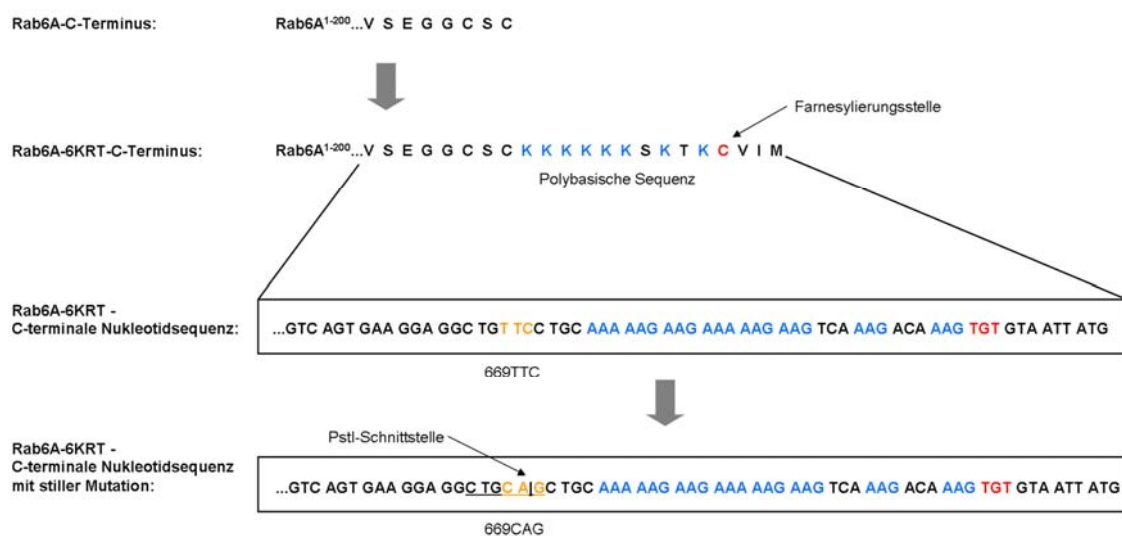 Rab6A-C-Terminus: Rab6A1-200...V S E G G C S C
Farnesylierungsstelle
Rab6A-6KRT-C-Terminus: Rab6A1-200...V S E G G C S C K K K K K K S K T K C V I M
Polybasische Sequenz
Rab6A-6KRT -
C-terminale Nukleotidsequenz: ...GTC AGT GAA GGA GGC TGT TCC TGC AAA AAG AAG AAA AAG AAG TCA AAG ACA AAG TGT GTA ATT ATG
669TTC
Rab6A-6KRT -
C-terminale Nukleotidsequenz
mit stiller Mutation:
PstI-Schnittstelle
...GTC AGT GAA GGA GGC TGC A|GC TGC AAA AAG AAG AAA AAG AAG TCA AAG ACA AAG TGT GTA ATT ATG
669CAG